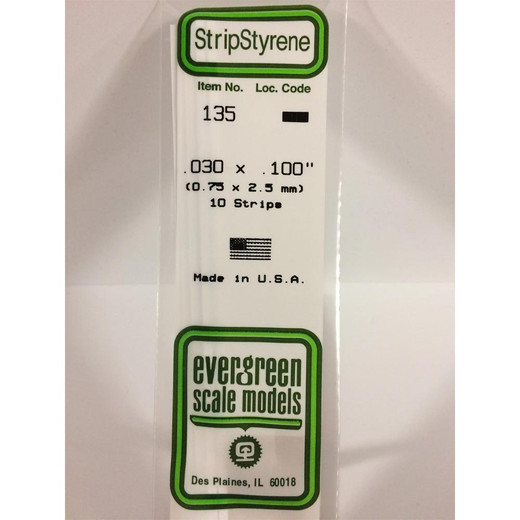 StripStyrene
Item No. Loc. Code
135
.030 x .100"
(0.75 x 2.5 mm)
10 Strips
Made in U.S.A.
evergreen
scale models
Des Plaines, IL 60018